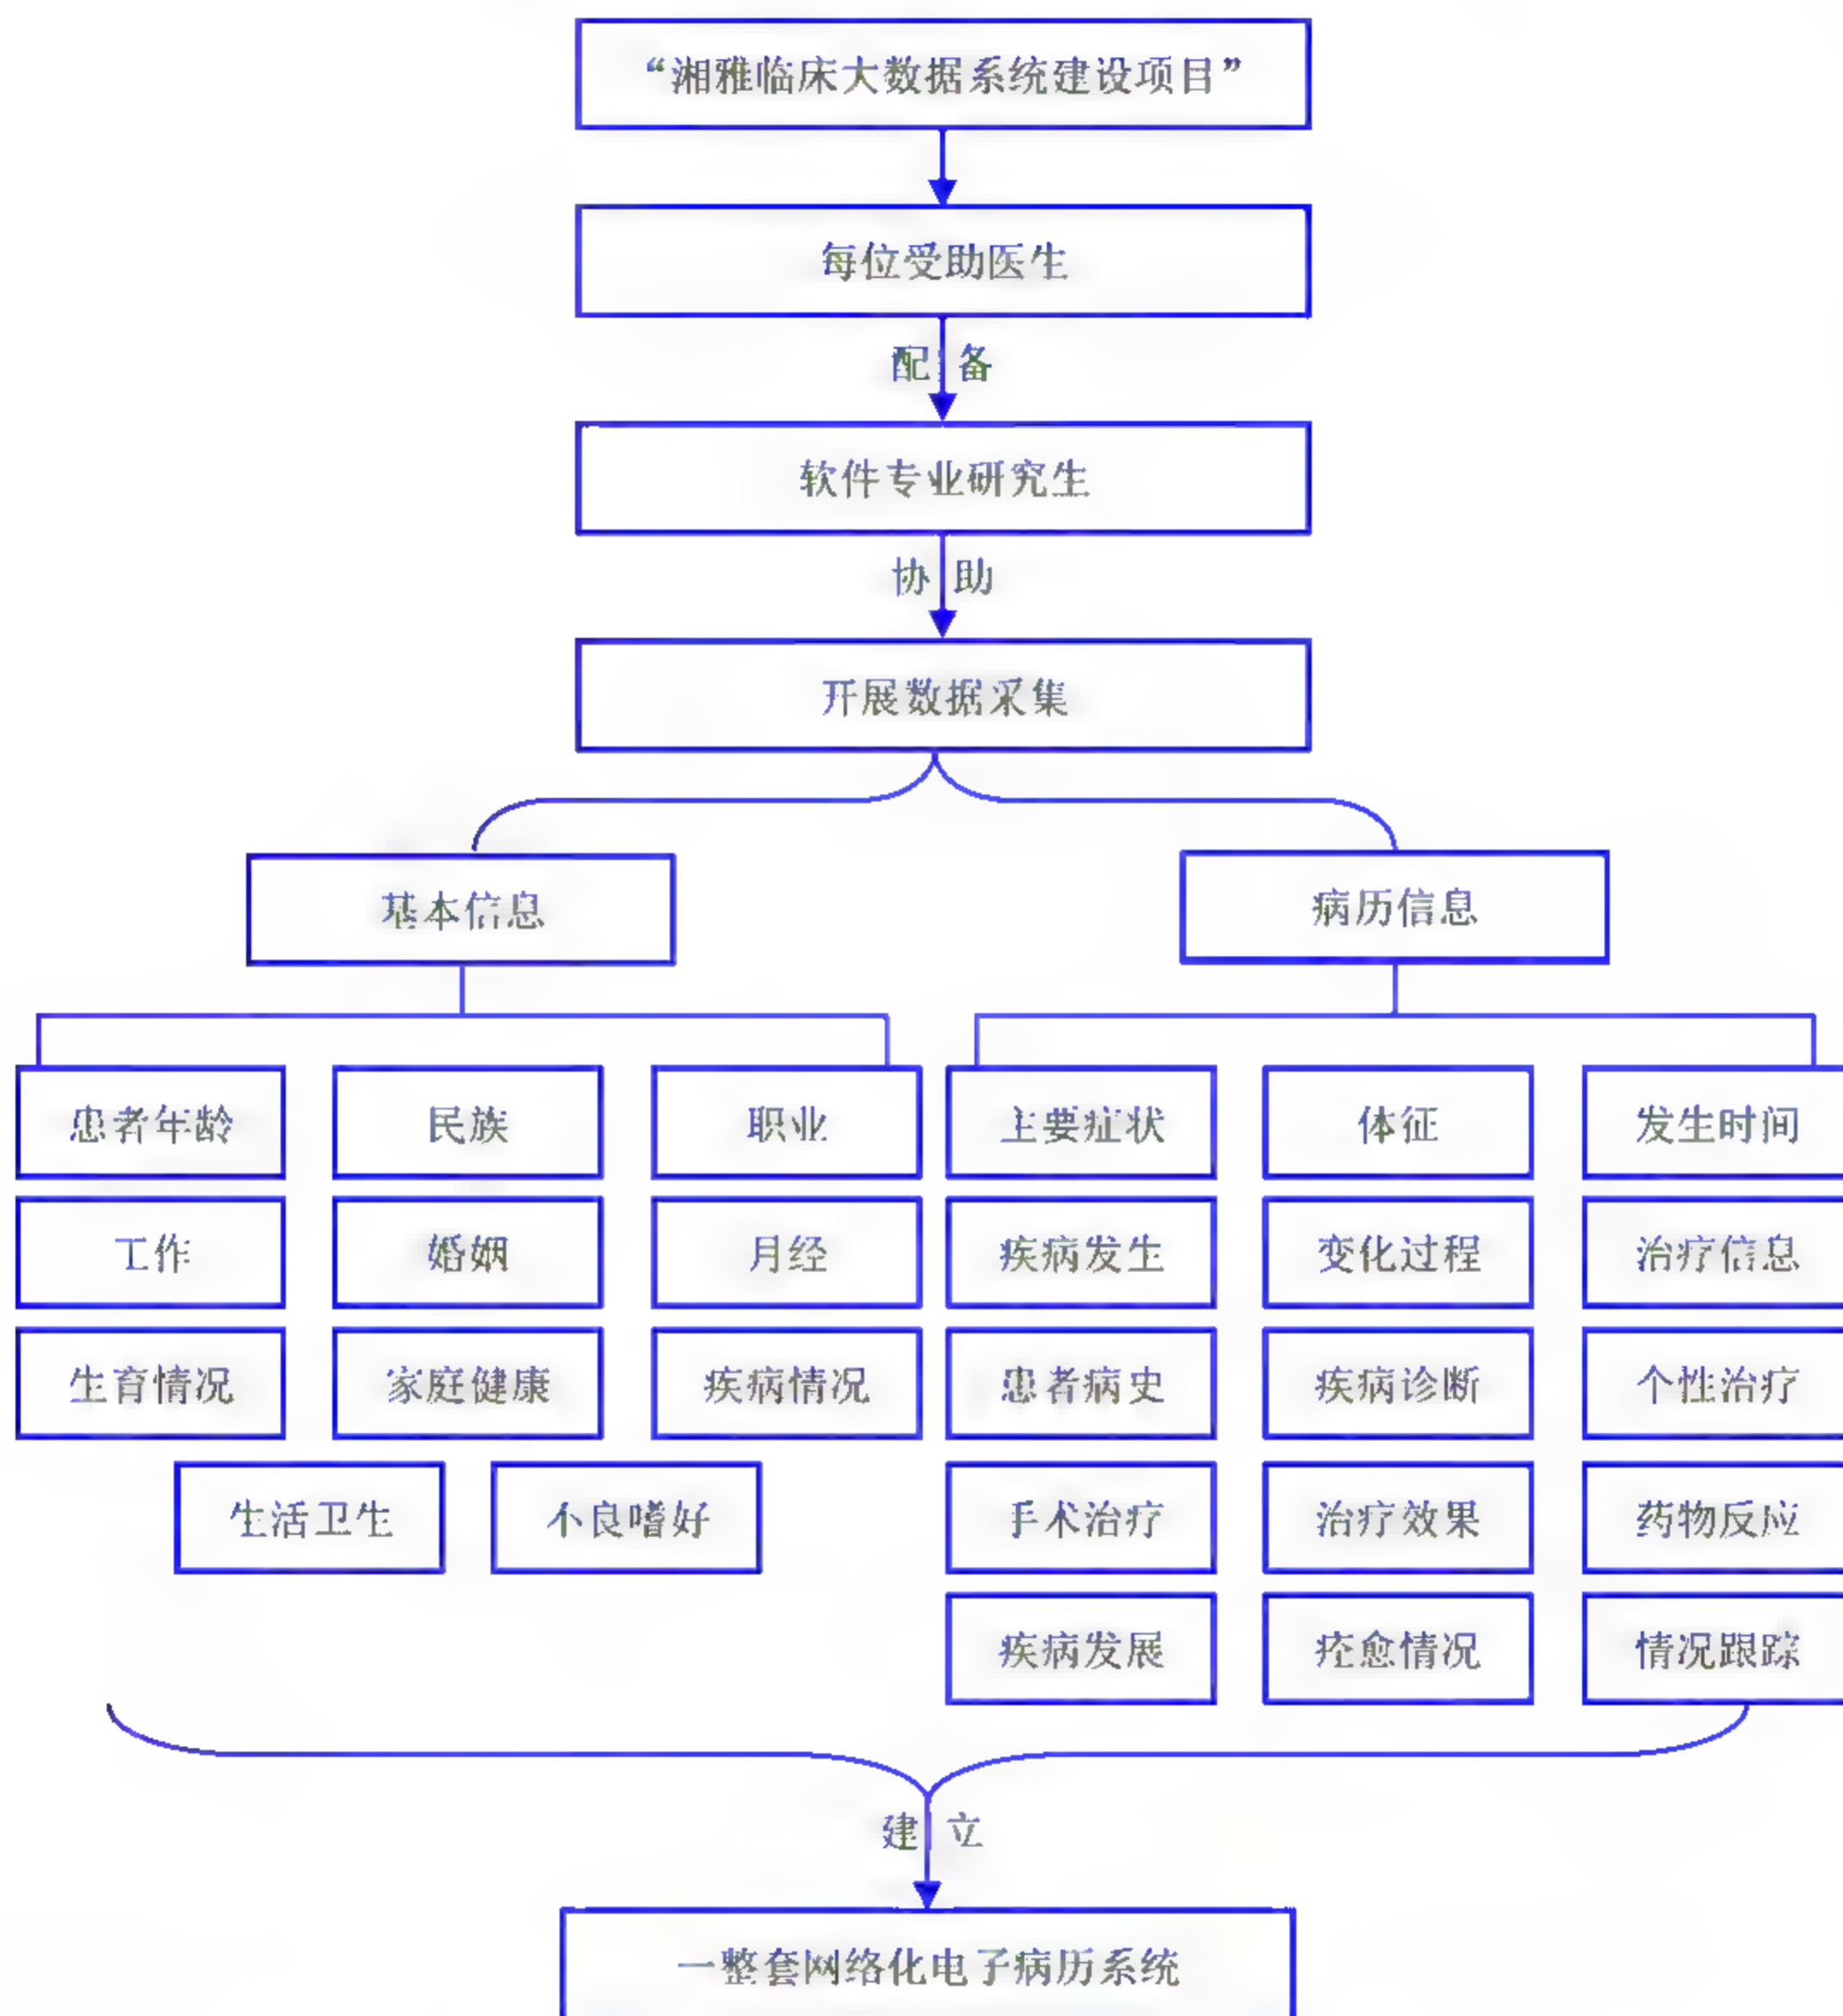 “湘雅临床大数据系统建设项目”
每位受助医生
配备
软件专业研究生
协助
开展数据采集
基本信息
病历信息
患者年龄
民族
职业
主要症状
体征
发生时间
工作
婚姻
月经
疾病发生
变化过程
治疗信息
生育情况
家庭健康
疾病情况
患者病史
疾病诊断
个性治疗
生活卫生
不良嗜好
手术治疗
治疗效果
药物反应
疾病发展
痊愈情况
情况跟踪
建立
一整套网络化电子病历系统